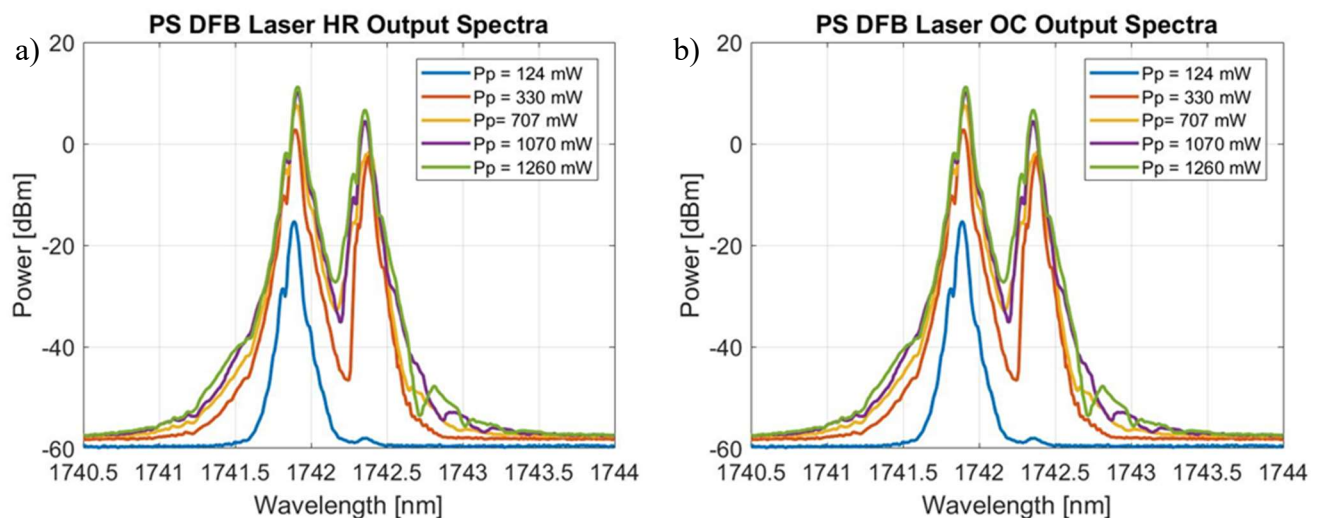 a)
PS DFB Laser HR Output Spectra
Power [dBm]
20
0
-20
-40
-60
Pp = 124 mW
Pp = 330 mW
Pp= 707 mW
Pp = 1070 mW
Pp = 1260 mW
1740.5 1741 1741.5 1742 1742.5 1743 1743.5 1744
Wavelength [nm]
b)
PS DFB Laser OC Output Spectra
Power [dBm]
20
0
-20
-40
-60
Pp = 124 mW
Pp = 330 mW
Pp= 707 mW
Pp = 1070 mW
Pp = 1260 mW
1740.5 1741 1741.5 1742 1742.5 1743 1743.5 1744
Wavelength [nm]